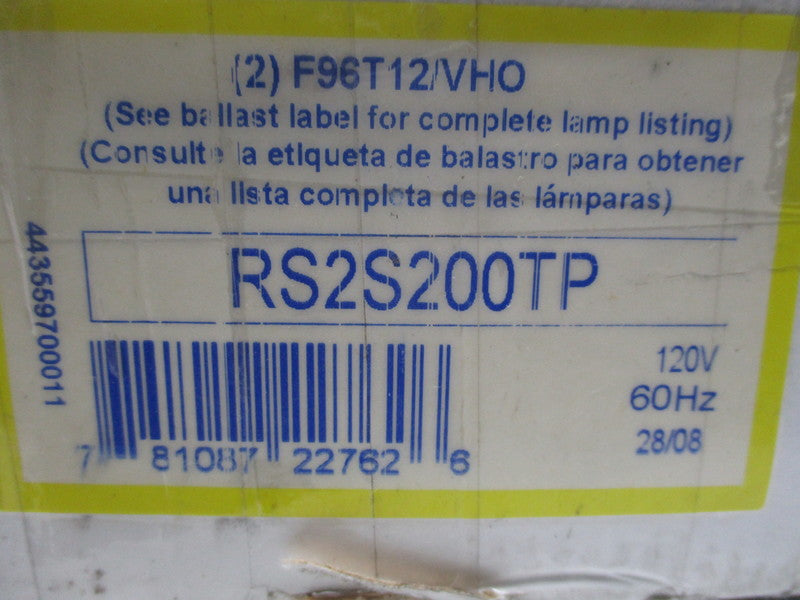 (2) F96T12/VHO
(See ballast label for complete lamp listing)
(Consulte la etiqueta de balastro para obtener
una lista completa de las lámparas)
443559700011
RS2S200TP
120V
60Hz
28/08
7 81087 22762 6